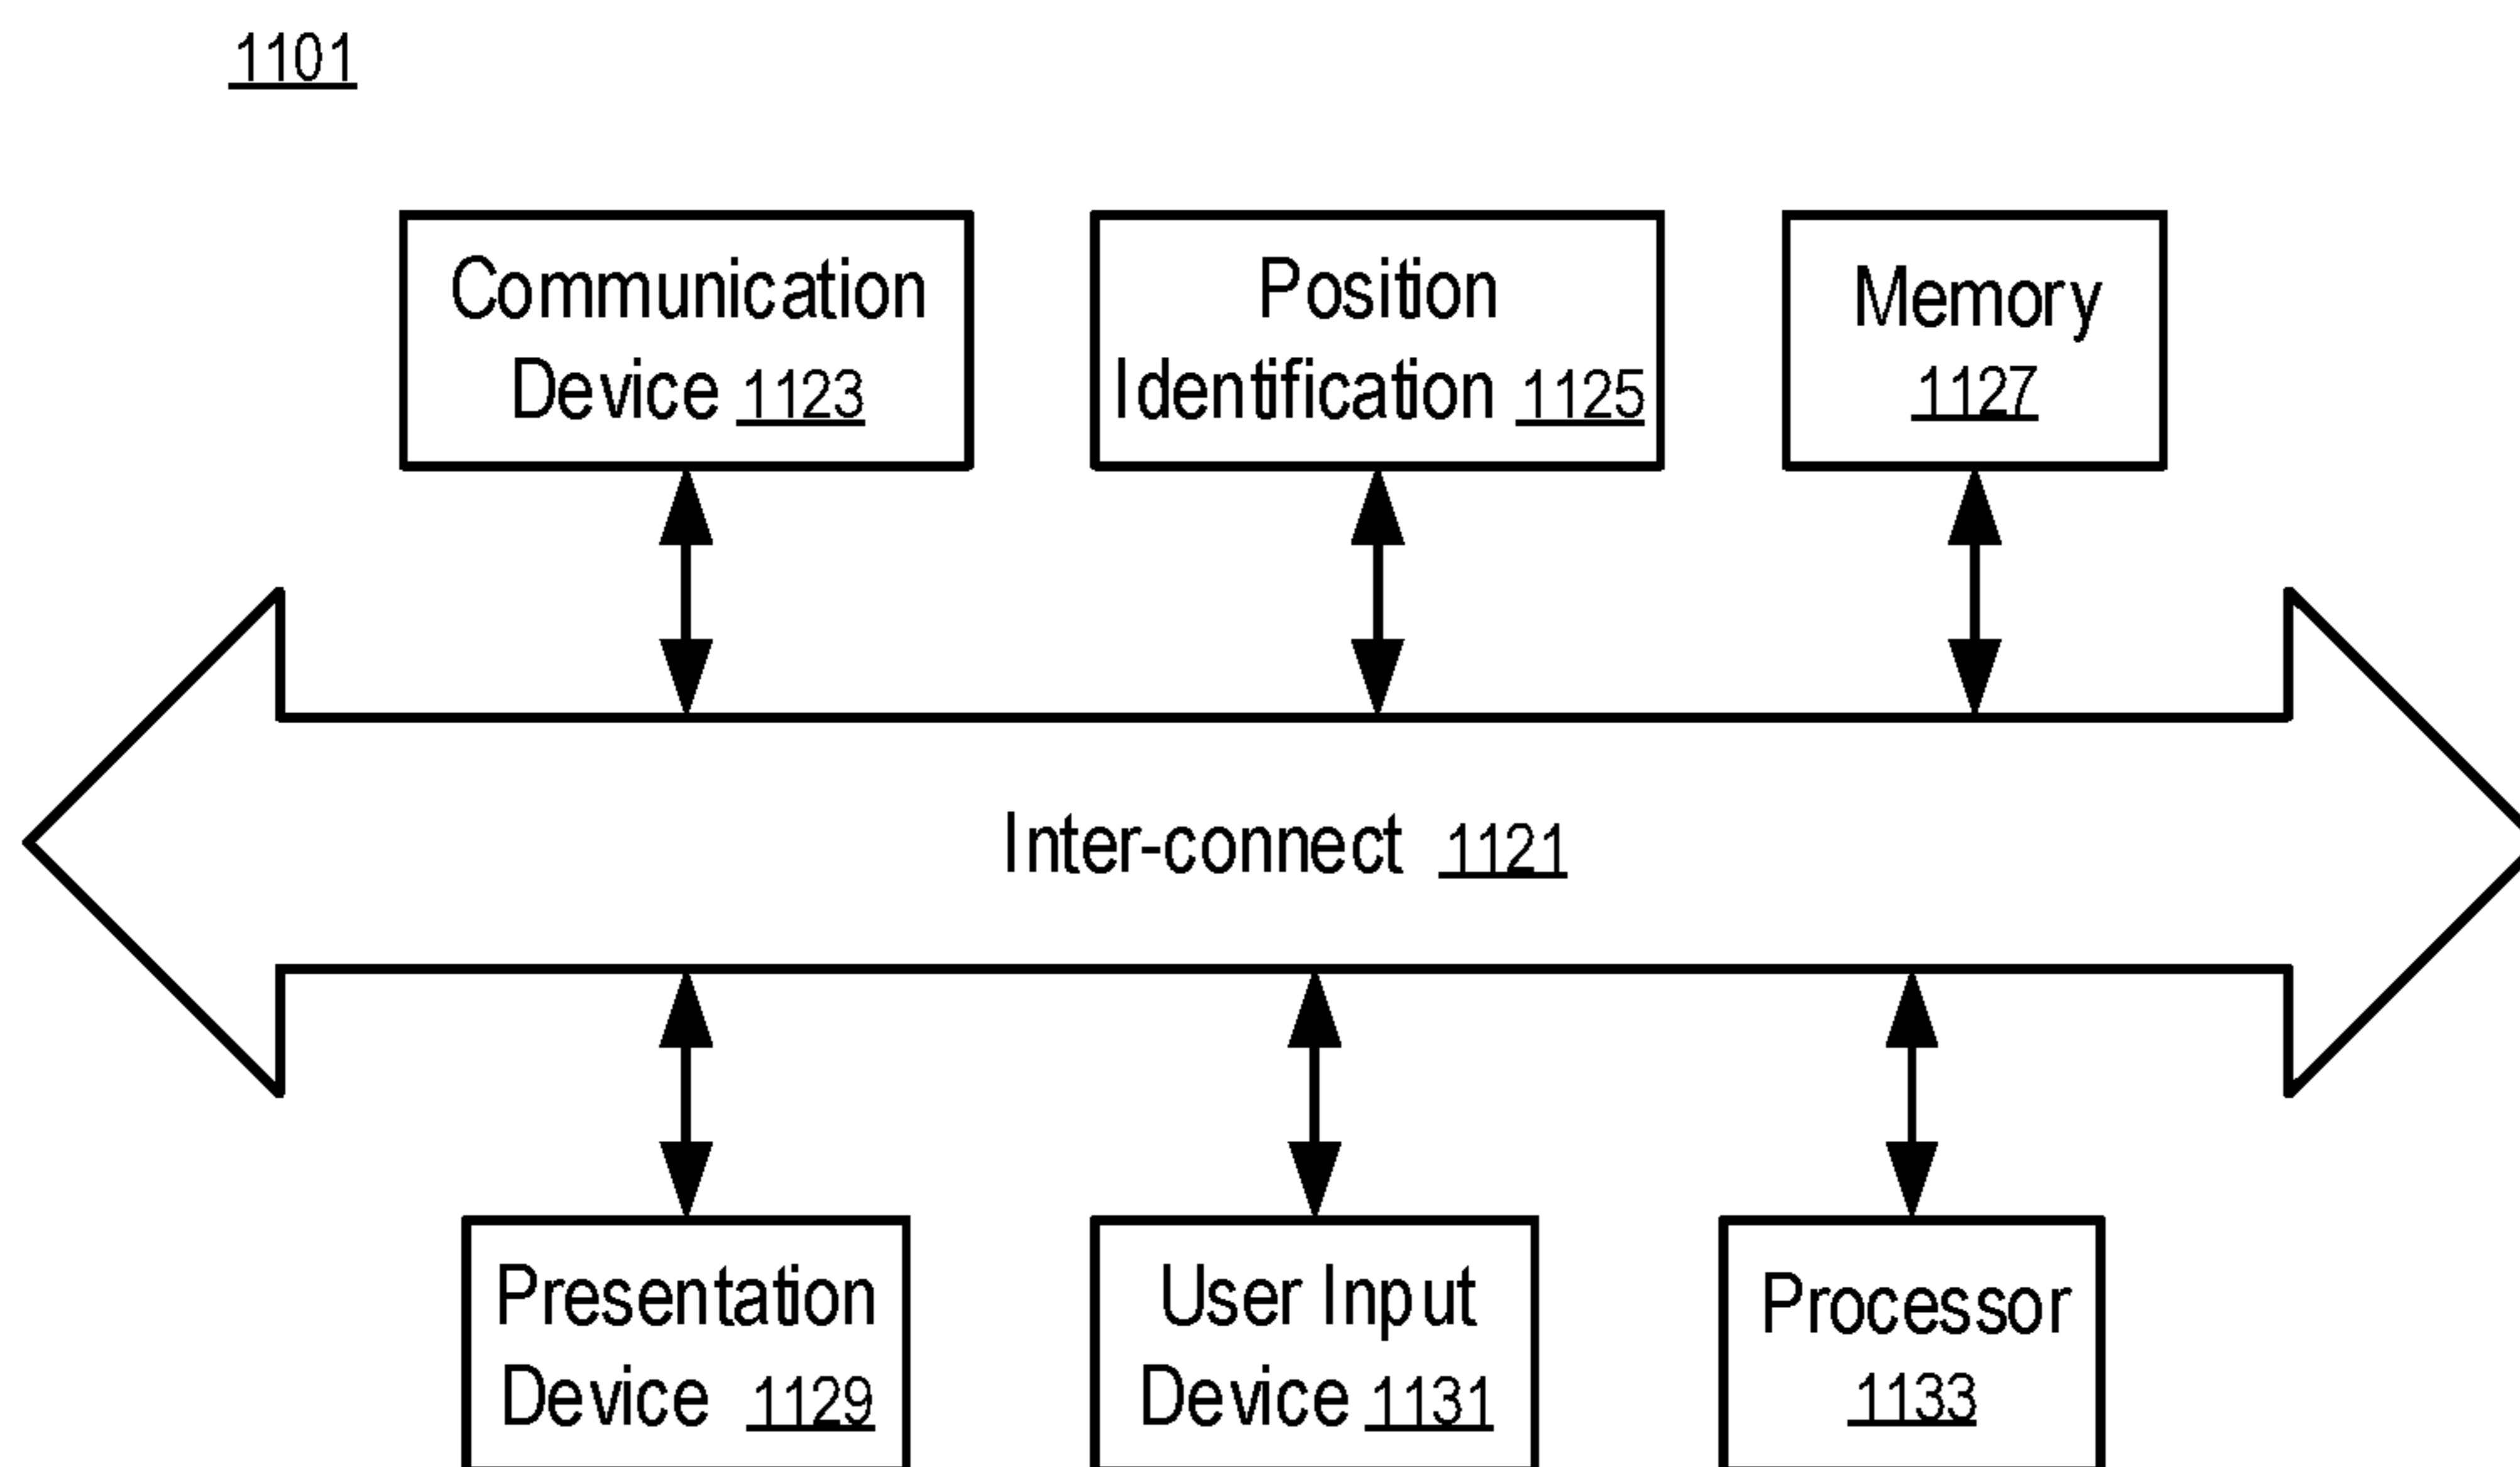 1101
Communication
Device 1123
Position
Identification 1125
Memory
1127
Inter-connect 1121
Presentation
Device 1129
User Input
Device 1131
Processor
1133